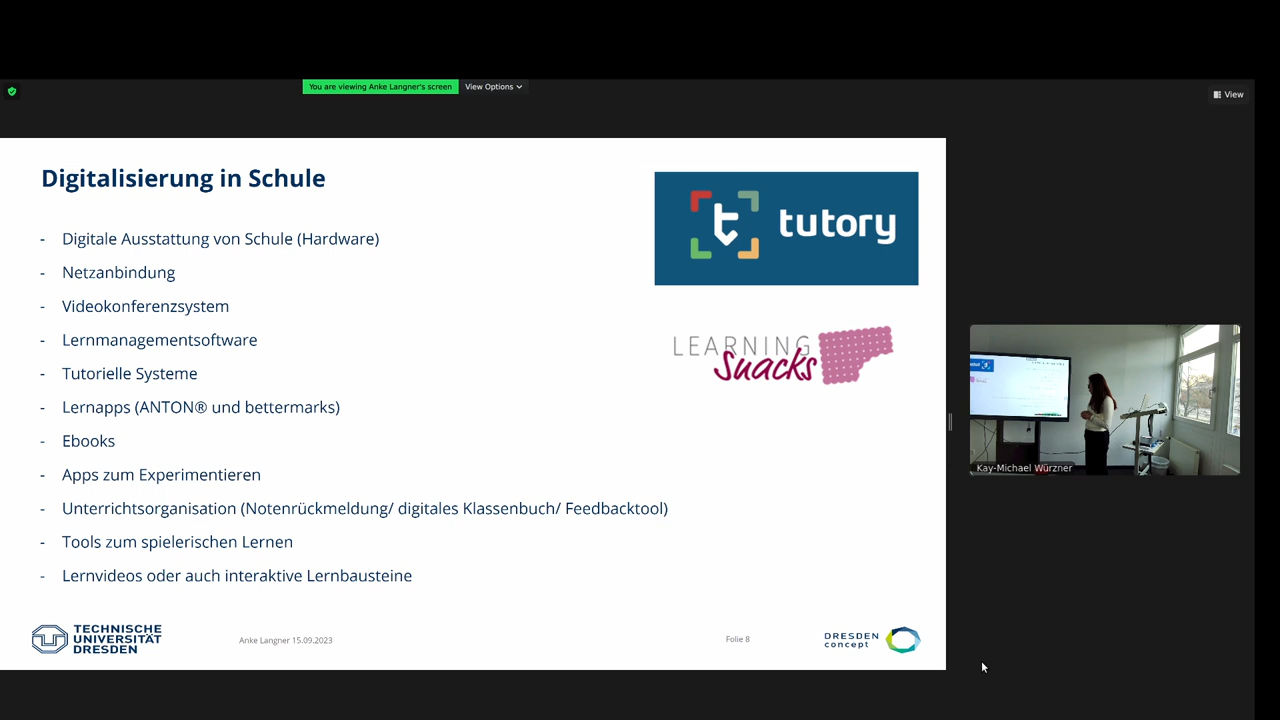 You are viewing Anke Langner's screen
View Options
View
Digitalisierung in Schule
- Digitale Ausstattung von Schule (Hardware)
- Netzanbindung
- Videokonferenzsystem
- Lernmanagementsoftware
- Tutorielle Systeme
- Lernapps (ANTON® und bettermarks)
- Ebooks
- Apps zum Experimentieren
- Unterrichtsorganisation (Notenrückmeldung/ digitales Klassenbuch/ Feedbacktool)
- Tools zum spielerischen Lernen
- Lernvideos oder auch interaktive Lernbausteine
t tutory
LEARNING
Snacks
Kay-Michael Würzner
TECHNISCHE
UNIVERSITÄT
DRESDEN
Anke Langner 15.09.2023
Folie 8
DRESDEN
concept